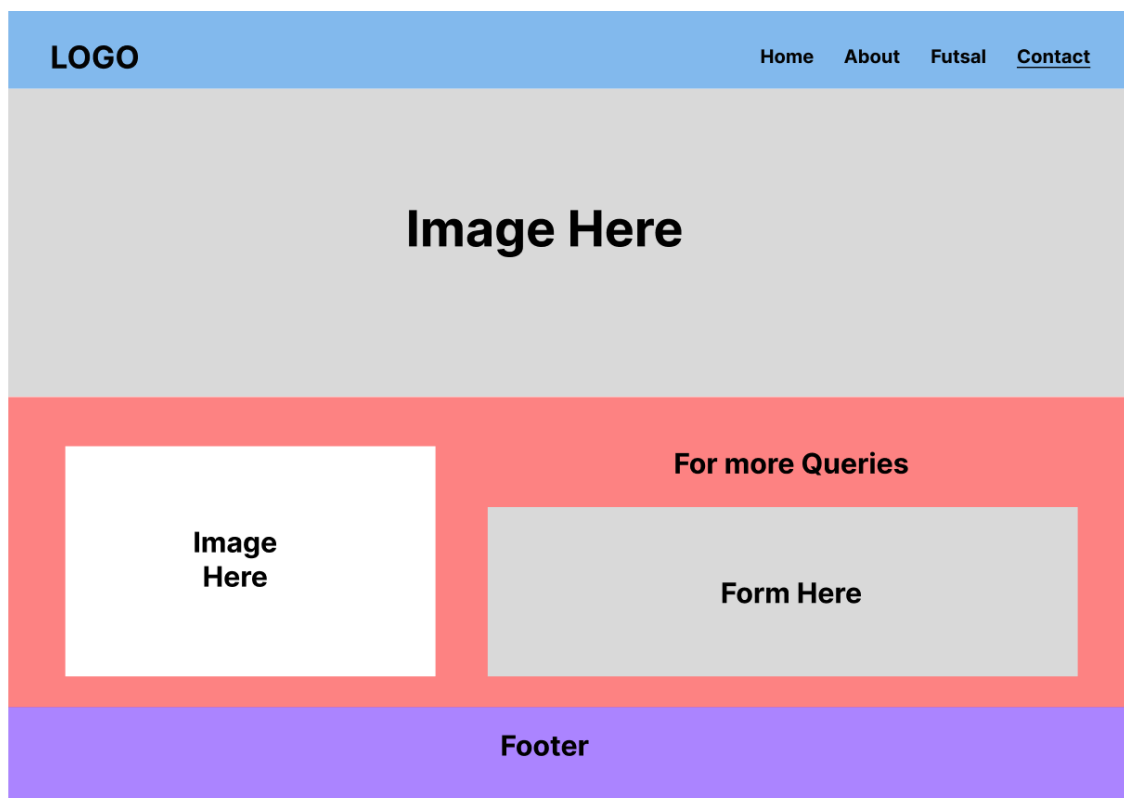 LOGO
Home About Futsal Contact
Image Here
Image
Here
For more Queries
Form Here
Footer